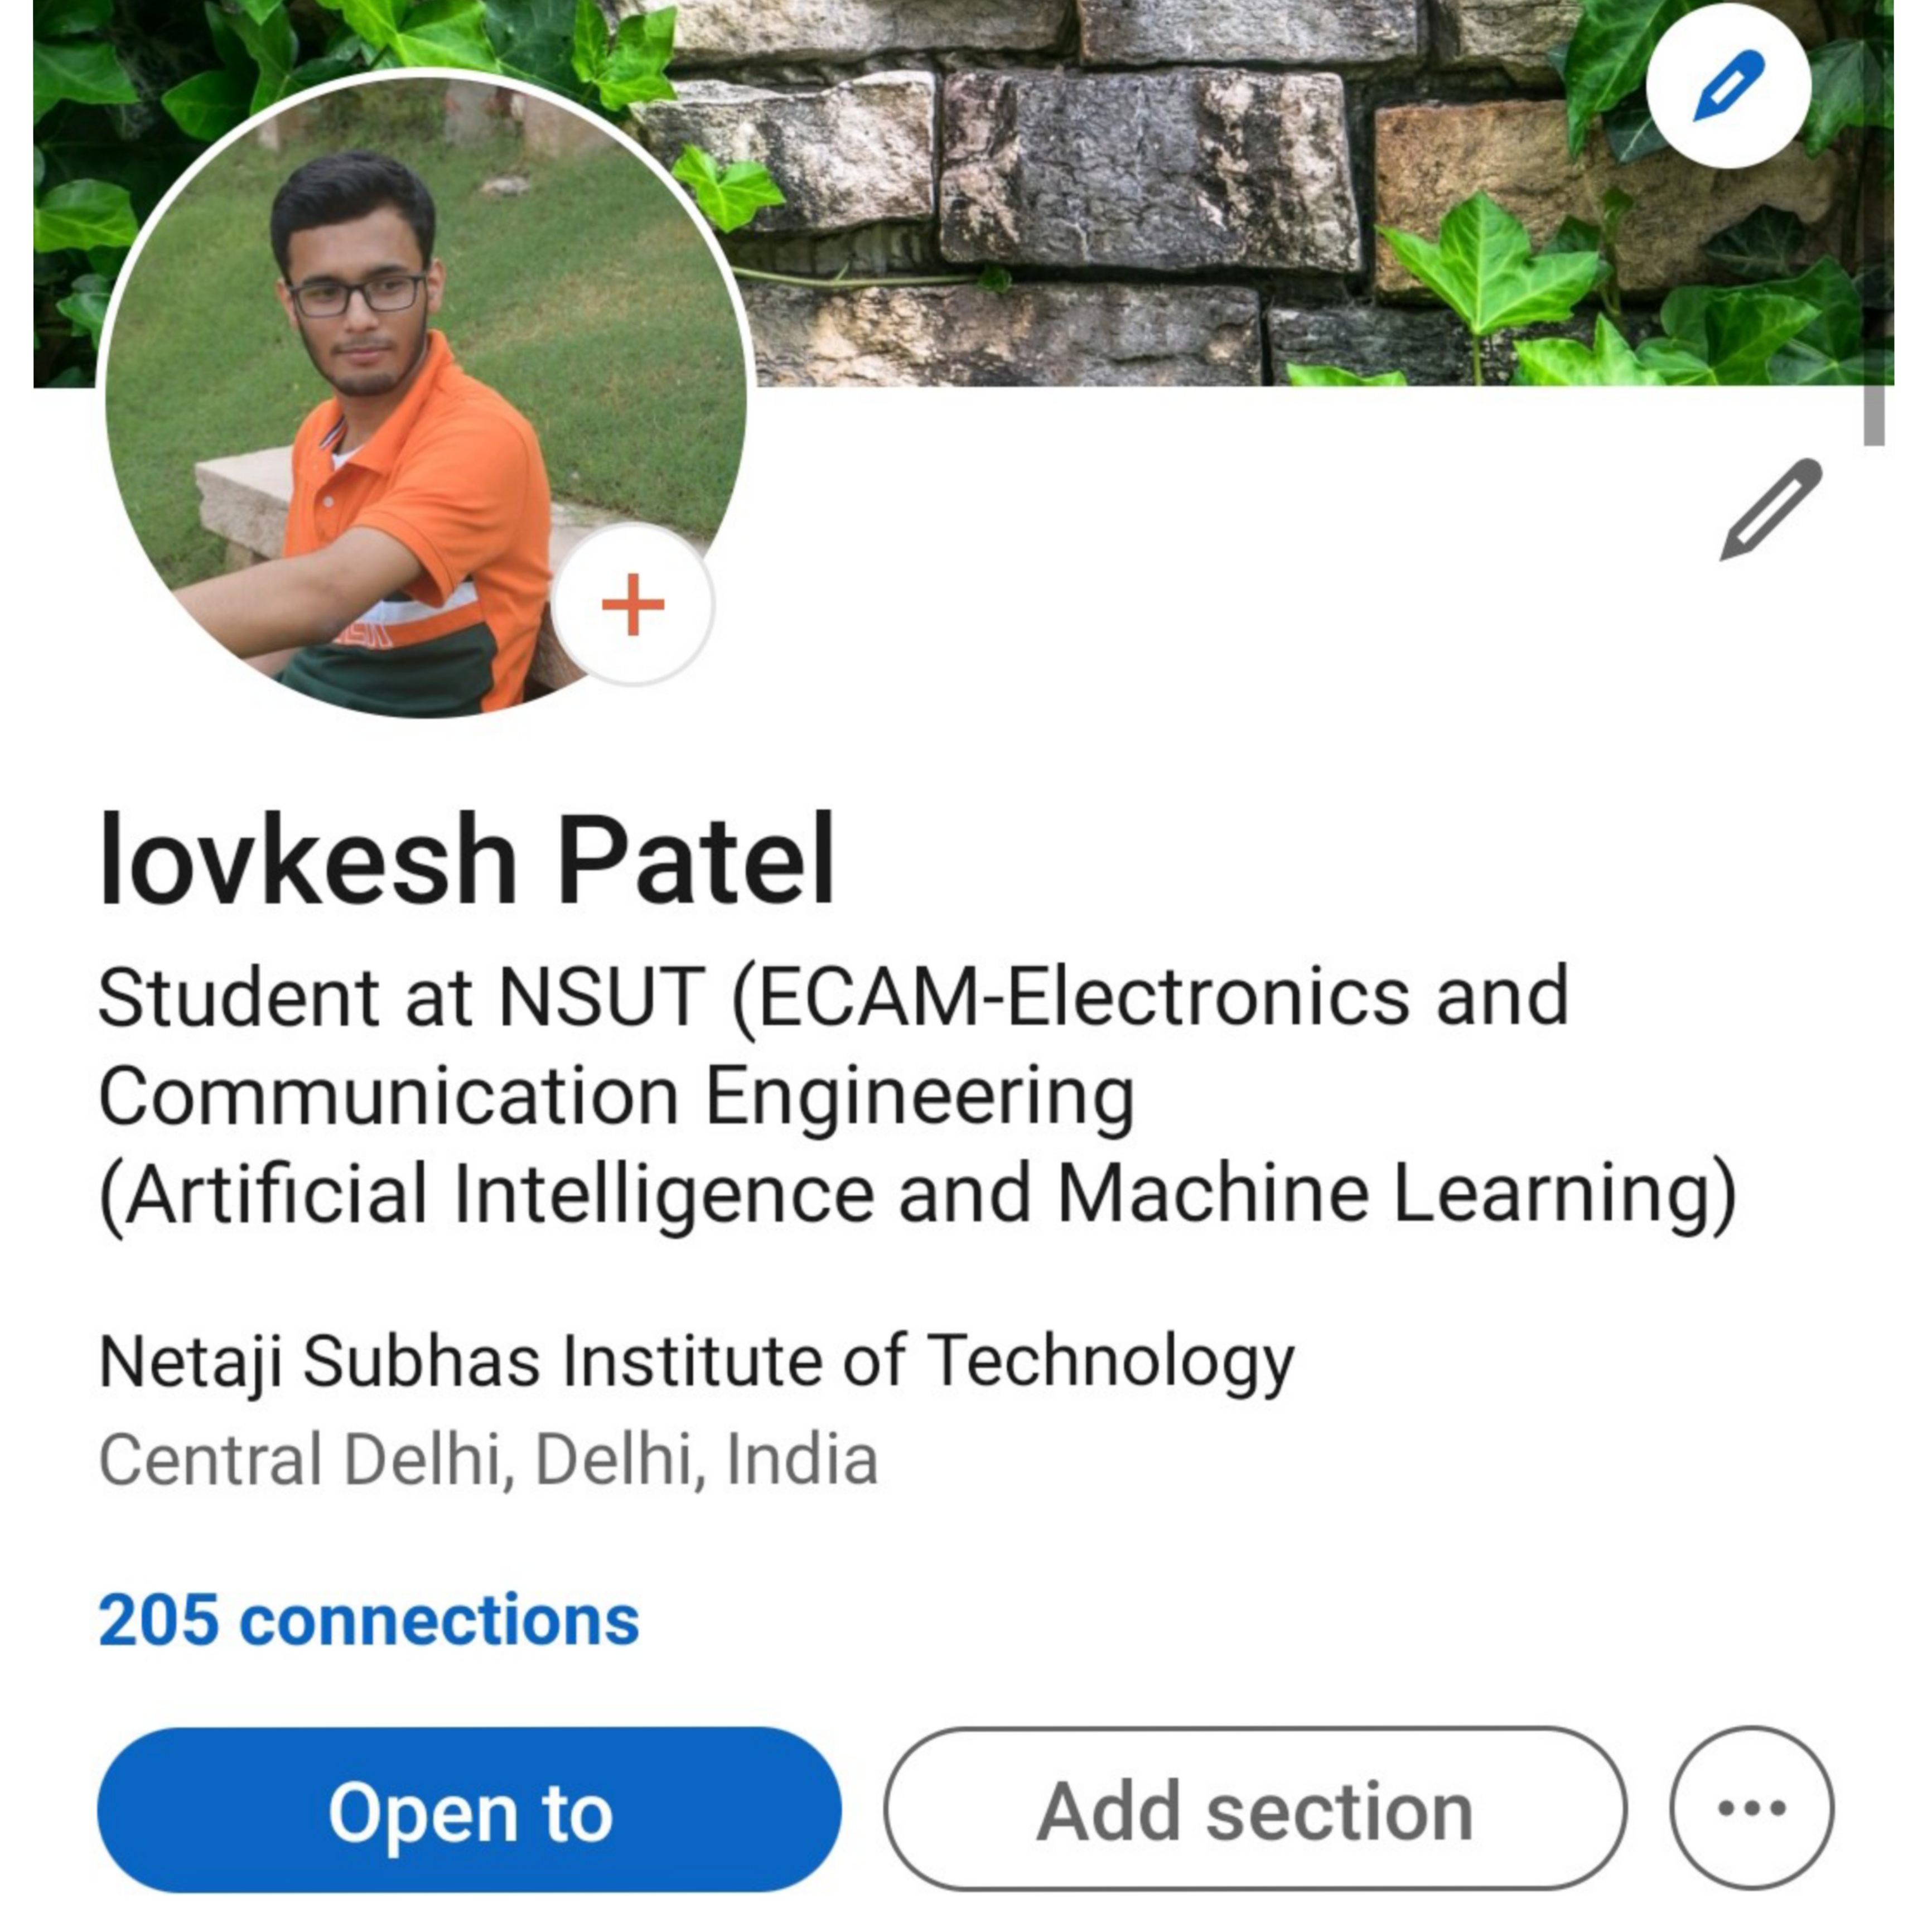 lovkesh Patel
Student at NSUT (ECAM-Electronics and
Communication Engineering
(Artificial Intelligence and Machine Learning)
Netaji Subhas Institute of Technology
Central Delhi, Delhi, India
205 connections
Open to
Add section